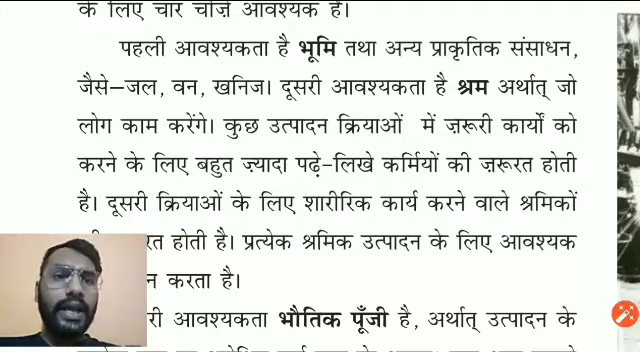 के लिए चार चीज़ें आवश्यक हैं।
पहली आवश्यकता है भूमि तथा अन्य प्राकृतिक संसाधन,
जैसे–जल, वन, खनिज। दूसरी आवश्यकता है श्रम अर्थात् जो
लोग काम करेंगे। कुछ उत्पादन क्रियाओं में ज़रूरी कार्यों को
करने के लिए बहुत ज़्यादा पढ़े-लिखे कर्मियों की ज़रूरत होती
है। दूसरी क्रियाओं के लिए शारीरिक कार्य करने वाले श्रमिकों
होती है। प्रत्येक श्रमिक उत्पादन के लिए आवश्यक
करता है।
आवश्यकता भौतिक पूँजी है, अर्थात् उत्पादन के